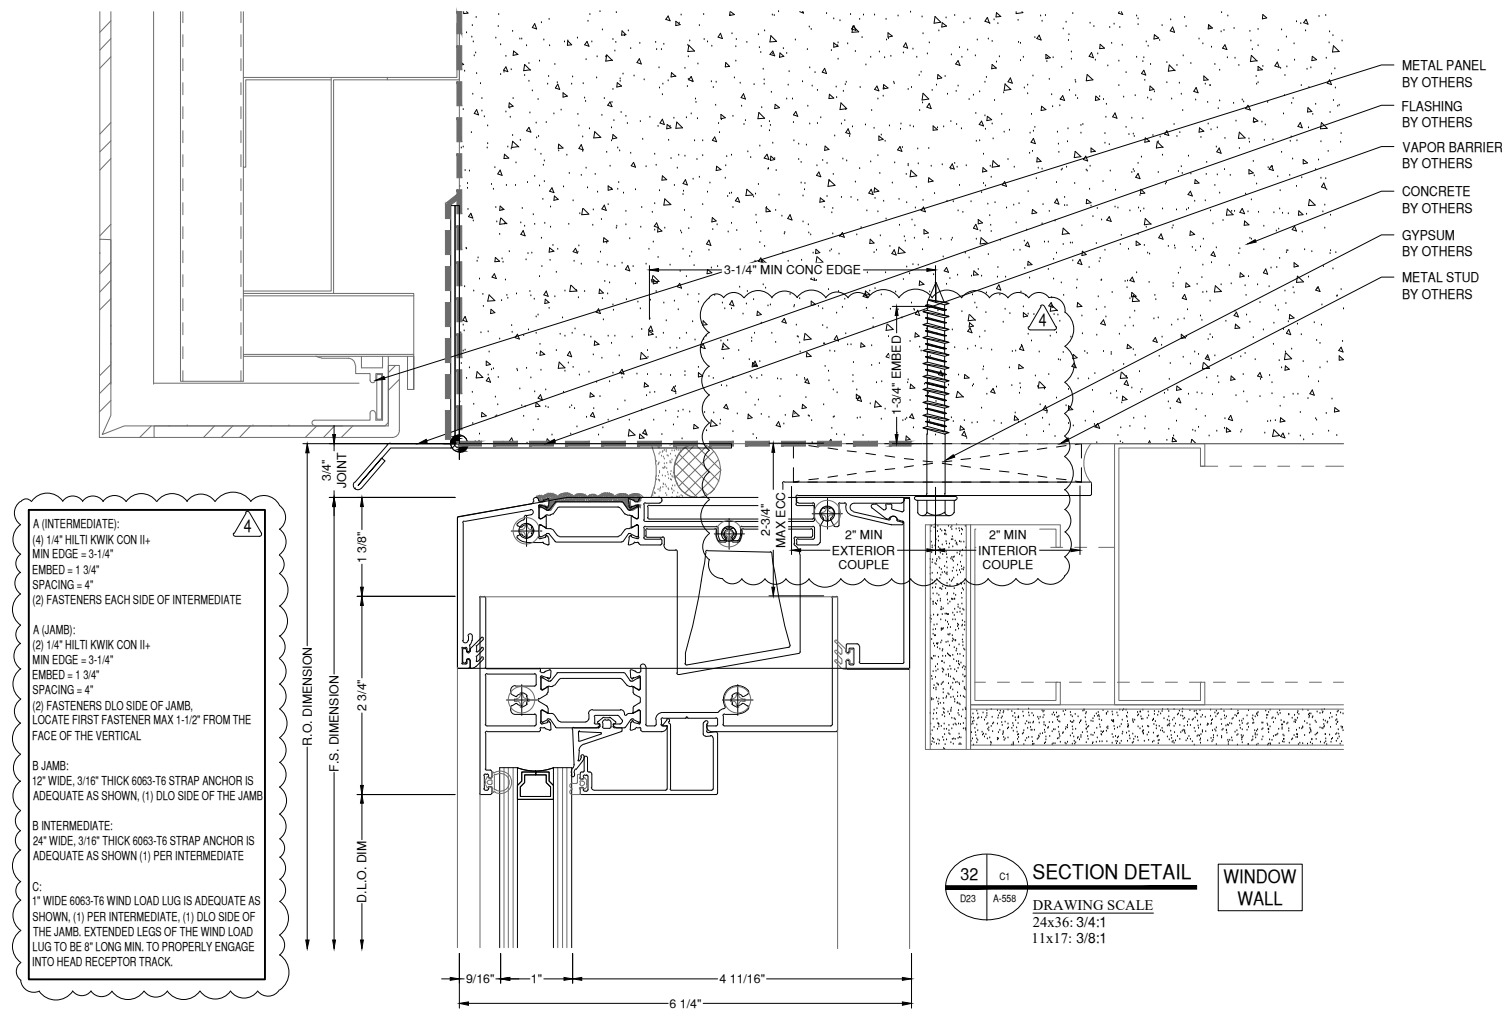 METAL PANEL
BY OTHERS
FLASHING
BY OTHERS
VAPOR BARRIER
BY OTHERS
CONCRETE
BY OTHERS
GYPSUM
BY OTHERS
METAL STUD
BY OTHERS
3-1/4" MIN CONC EDGE
4
1-3/4" EMBED
3/4"
JOINT
2-3/4"
MAX ECC
2" MIN
EXTERIOR
COUPLE
2" MIN
INTERIOR
COUPLE
1 3/8"
2 3/4"
R.O. DIMENSION
F.S. DIMENSION
D.L.O. DIM
4
A (INTERMEDIATE):
(4) 1/4" HILTI KWIK CON II+
MIN EDGE = 3-1/4"
EMBED = 1 3/4"
SPACING = 4"
(2) FASTENERS EACH SIDE OF INTERMEDIATE
A (JAMB):
(2) 1/4" HILTI KWIK CON II+
MIN EDGE = 3-1/4"
EMBED = 1 3/4"
SPACING = 4"
(2) FASTENERS DLO SIDE OF JAMB,
LOCATE FIRST FASTENER MAX 1-1/2" FROM THE
FACE OF THE VERTICAL
B JAMB:
12" WIDE, 3/16" THICK 6063-T6 STRAP ANCHOR IS
ADEQUATE AS SHOWN, (1) DLO SIDE OF THE JAMB
B INTERMEDIATE:
24" WIDE, 3/16" THICK 6063-T6 STRAP ANCHOR IS
ADEQUATE AS SHOWN (1) PER INTERMEDIATE
C:
1" WIDE 6063-T6 WIND LOAD LUG IS ADEQUATE AS
SHOWN, (1) PER INTERMEDIATE, (1) DLO SIDE OF
THE JAMB. EXTENDED LEGS OF THE WIND LOAD
LUG TO BE 8" LONG MIN. TO PROPERLY ENGAGE
INTO HEAD RECEPTOR TRACK.
9/16"
1"
4 11/16"
6 1/4"
32
C1
D23
A-558
SECTION DETAIL
DRAWING SCALE
24x36: 3/4:1
11x17: 3/8:1
WINDOW
WALL